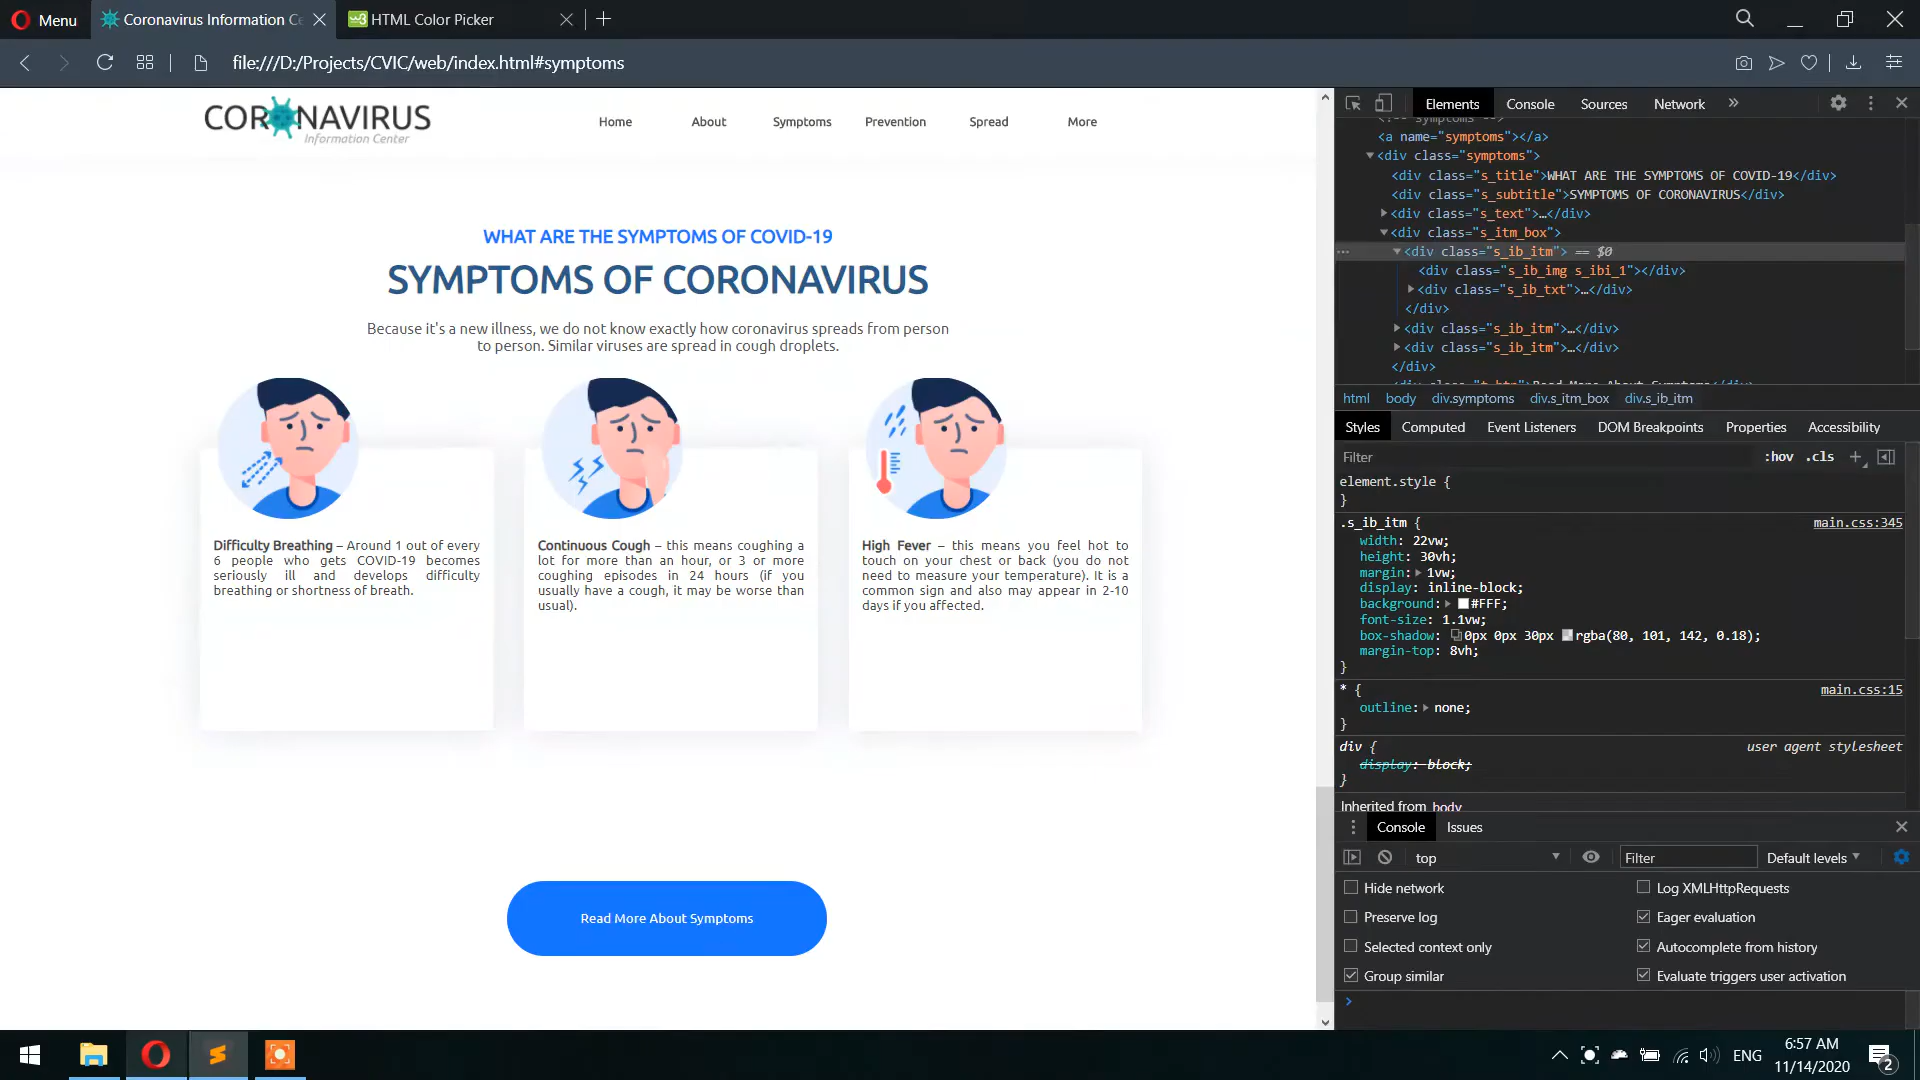 Menu
Coronavirus Information Ce
HTML Color Picker
file:///D:/Projects/CVIC/web/index.html#symptoms
CORONAVIRUS
Information Center
Home About Symptoms Prevention Spread More
WHAT ARE THE SYMPTOMS OF COVID-19
SYMPTOMS OF CORONAVIRUS
Because it's a new illness, we do not know exactly how coronavirus spreads from person
to person. Similar viruses are spread in cough droplets.
Difficulty Breathing – Around 1 out of every
6 people who gets COVID-19 becomes
seriously ill and develops difficulty
breathing or shortness of breath.
Continuous Cough – this means coughing a
lot for more than an hour, or 3 or more
coughing episodes in 24 hours (if you
usually have a cough, it may be worse than
usual).
High Fever – this means you feel hot to
touch on your chest or back (you do not
need to measure your temperature). It is a
common sign and also may appear in 2-10
days if you affected.
Read More About Symptoms
Elements Console Sources Network »
<!-- symptoms -->
<a name="symptoms"></a>
<div class="symptoms">
<div class="s_title">WHAT ARE THE SYMPTOMS OF COVID-19</div>
<div class="s_subtitle">SYMPTOMS OF CORONAVIRUS</div>
<div class="s_text">…</div>
<div class="s_itm_box">
<div class="s_ib_itm"> == $0
<div class="s_ib_img s_ibi_1"></div>
<div class="s_ib_txt">…</div>
</div>
<div class="s_ib_itm">…</div>
<div class="s_ib_itm">…</div>
</div>
Read More About Symptoms</div>
html body div.symptoms div.s_itm_box div.s_ib_itm
Styles Computed Event Listeners DOM Breakpoints Properties Accessibility
Filter :hov .cls +
element.style {
}
.s_ib_itm { main.css:345
width: 22vw;
height: 30vh;
margin: 1vw;
display: inline-block;
background: #FFF;
font-size: 1.1vw;
box-shadow: 0px 0px 30px rgba(80, 101, 142, 0.18);
margin-top: 8vh;
}
* { main.css:15
outline: none;
}
div { user agent stylesheet
display: block;
}
Inherited from body
Console Issues
top Filter Default levels
Hide network Log XMLHttpRequests
Preserve log Eager evaluation
Selected context only Autocomplete from history
Group similar Evaluate triggers user activation
ENG
6:57 AM
11/14/2020
2